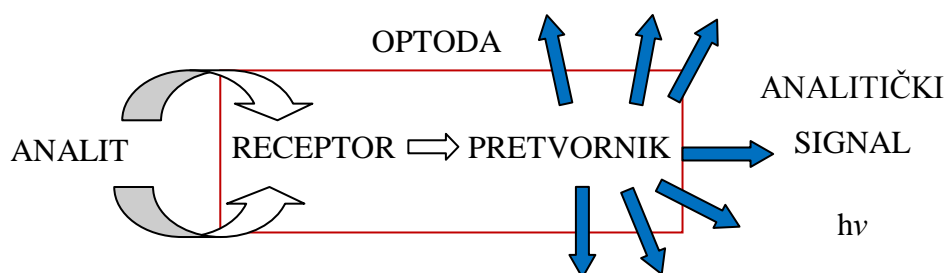 OPTODA
ANALITIČKI
ANALIT
RECEPTOR
PRETVORNIK
SIGNAL
hν